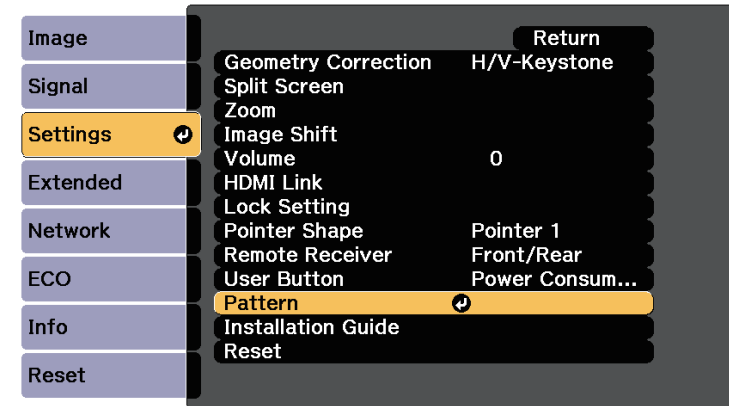 Image
Signal
Settings
Extended
Network
ECO
Info
Reset
Return
Geometry Correction H/V-Keystone
Split Screen
Zoom
Image Shift
Volume 0
HDMI Link
Lock Setting
Pointer Shape Pointer 1
Remote Receiver Front/Rear
User Button Power Consum...
Pattern
Installation Guide
Reset